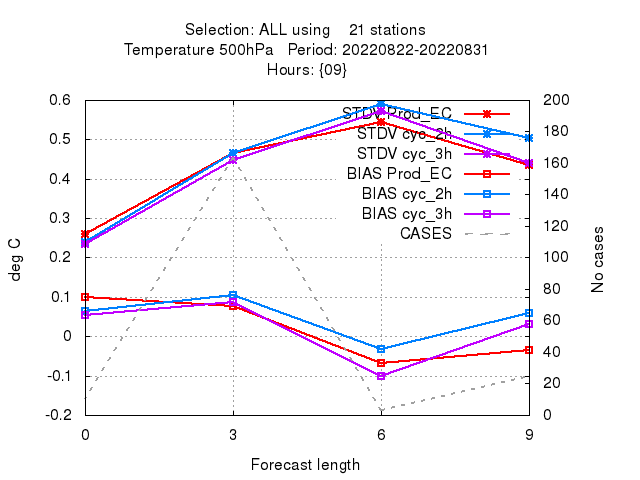 Selection: ALL using    21 stations
Temperature 500hPa   Period: 20220822-20220831
Hours: {09}
0.6
0.5
0.4
0.3
0.2
0.1
0
-0.1
-0.2
deg C
200
180
160
140
120
100
80
60
40
20
0
No cases
STDV Prod_EC
STDV cyc_2h
STDV cyc_3h
BIAS Prod_EC
BIAS cyc_2h
BIAS cyc_3h
CASES
0
3
6
9
Forecast length